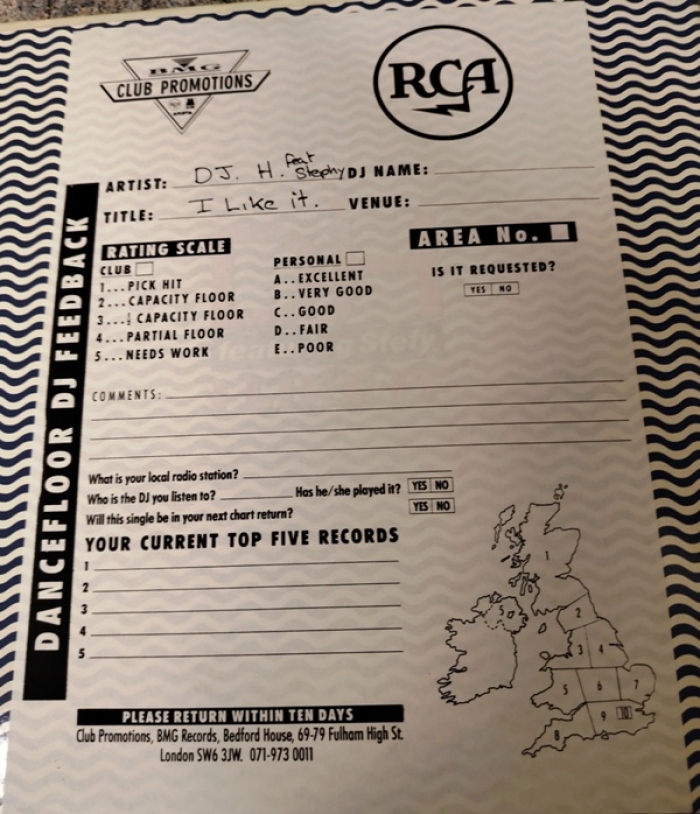 BMG
CLUB PROMOTIONS
RCA
ARTIST: DJ. H. feat Stephy DJ NAME:
TITLE: I Like it. VENUE:
DANCEFLOOR DJ FEEDBACK
RATING SCALE
CLUB
1...PICK HIT
2...CAPACITY FLOOR
3...½ CAPACITY FLOOR
4...PARTIAL FLOOR
5...NEEDS WORK
PERSONAL
A..EXCELLENT
B..VERY GOOD
C..GOOD
D..FAIR
E..POOR
AREA No.
IS IT REQUESTED?
YES NO
featuring Stefy
COMMENTS:
What is your local radio station?
Who is the DJ you listen to? Has he/she played it? YES NO
Will this single be in your next chart return? YES NO
YOUR CURRENT TOP FIVE RECORDS
1
2
3
4
5
1
2
3 4
5
5 6 7
8 9 10
PLEASE RETURN WITHIN TEN DAYS
Club Promotions, BMG Records, Bedford House, 69-79 Fulham High St.
London SW6 3JW. 071-973 0011